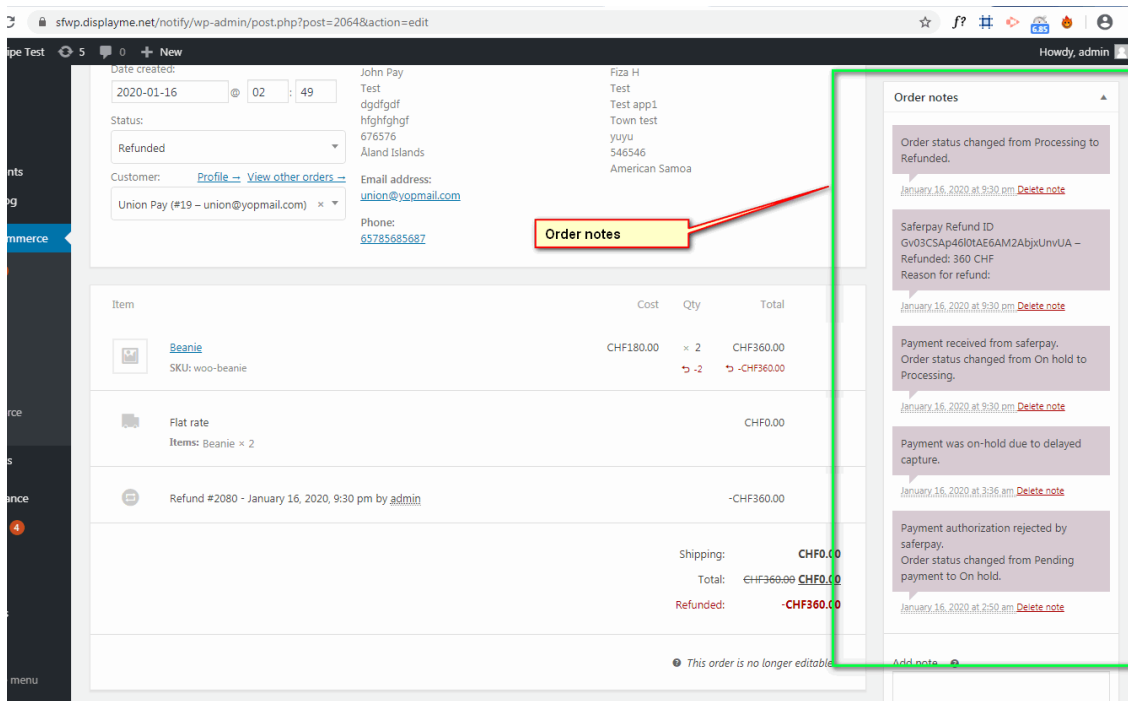 sfwp.displayme.net/notify/wp-admin/post.php?post=2064&action=edit
f?
6.85
ipe Test 5 0 + New
Howdy, admin
nts
og
mmerce
rce
s
ance
4
menu
Date created:
2020-01-16 @ 02 : 49
Status:
Refunded
Customer: Profile → View other orders →
Union Pay (#19 – union@yopmail.com) ×
John Pay
Test
dgdfgdf
hfghfghgf
676576
Åland Islands
Email address:
union@yopmail.com
Phone:
65785685687
Fiza H
Test
Test app1
Town test
yuyu
546546
American Samoa
Order notes
Item Cost Qty Total
Beanie CHF180.00 × 2 CHF360.00
SKU: woo-beanie -2 -CHF360.00
Flat rate CHF0.00
Items: Beanie × 2
Refund #2080 - January 16, 2020, 9:30 pm by admin -CHF360.00
Shipping: CHF0.00
Total: CHF360.00 CHF0.00
Refunded: -CHF360.00
This order is no longer editable
Order notes
Order status changed from Processing to
Refunded.
January 16, 2020 at 9:30 pm Delete note
Saferpay Refund ID
Gv03CSAp46l0tAE6AM2AbjxUnvUA –
Refunded: 360 CHF
Reason for refund:
January 16, 2020 at 9:30 pm Delete note
Payment received from saferpay.
Order status changed from On hold to
Processing.
January 16, 2020 at 9:30 pm Delete note
Payment was on-hold due to delayed
capture.
January 16, 2020 at 3:36 am Delete note
Payment authorization rejected by
saferpay.
Order status changed from Pending
payment to On hold.
January 16, 2020 at 2:50 am Delete note
Add note